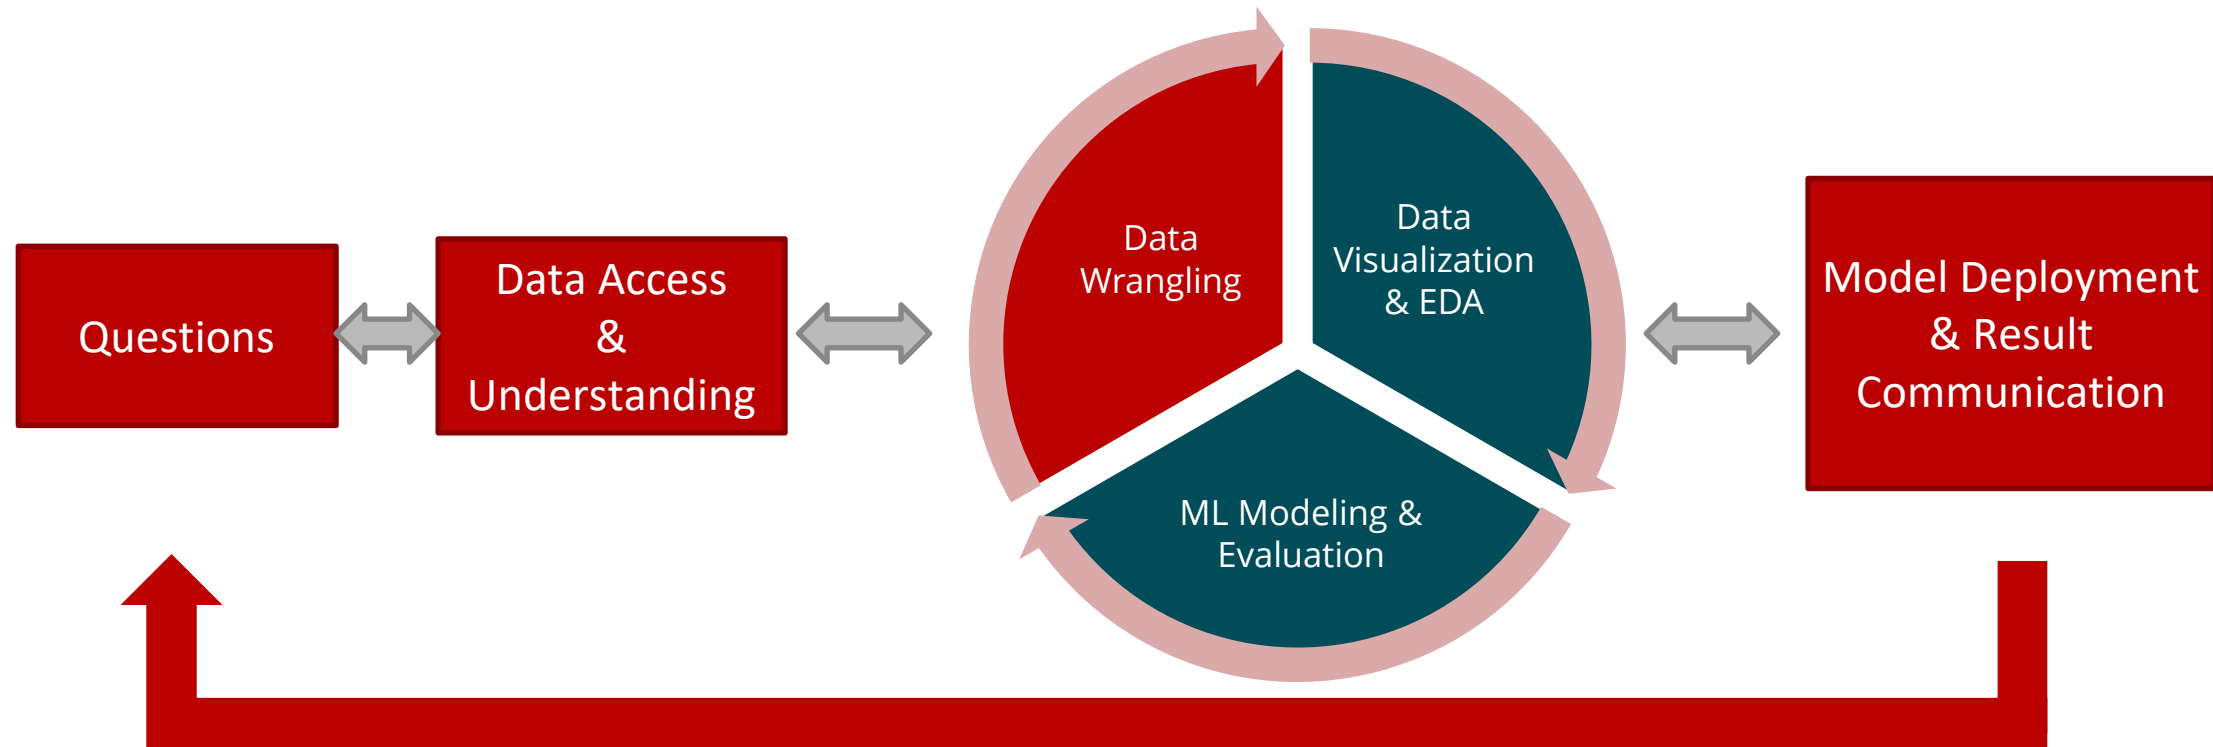 Questions
Data Access
&
Understanding
Data
Wrangling
Data
Visualization
& EDA
ML Modeling &
Evaluation
Model Deployment
& Result
Communication